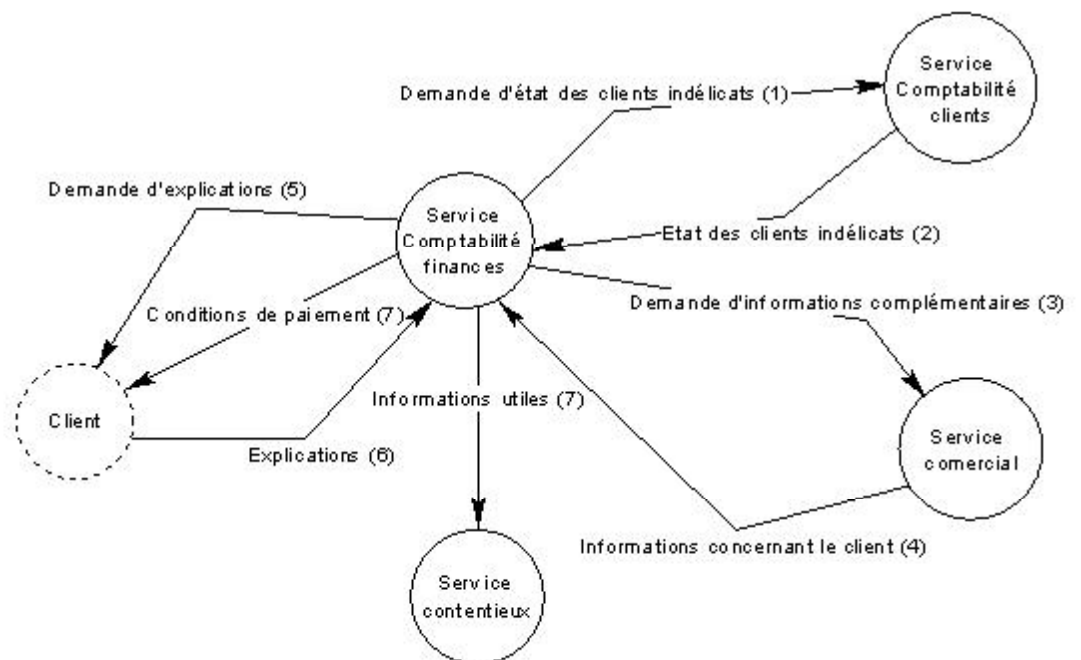 Service
Comptabilité
clients
Demande d'état des clients indélicats (1)
Demande d'explications (5)
Service
Comptabilité
finances
Etat des clients indélicats (2)
Demande d'informations complémentaires (3)
Conditions de paiement (7)
Informations utiles (7)
Client
Service
comercial
Explications (6)
Informations concernant le client (4)
Service
contentieux